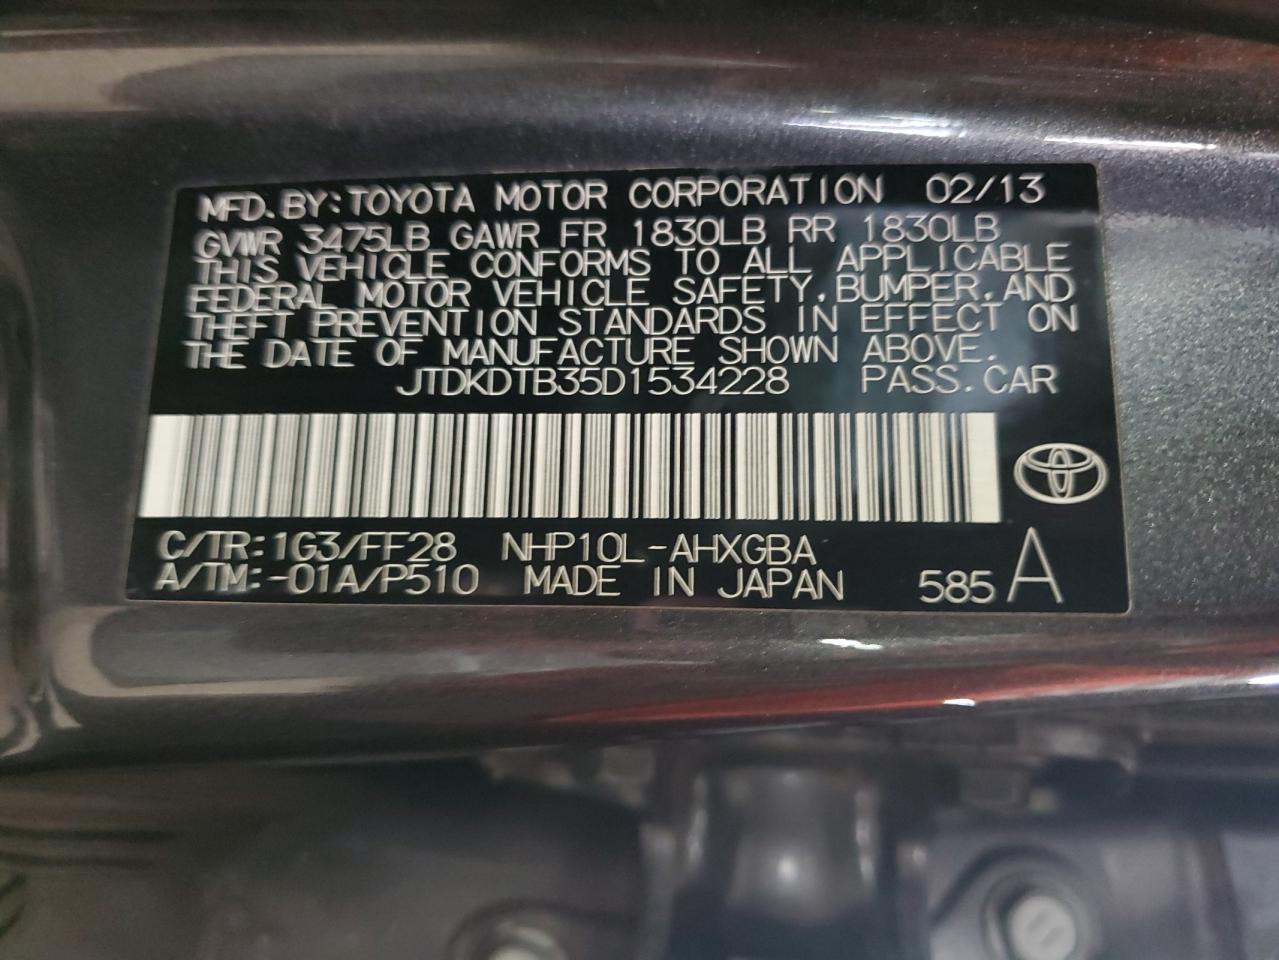 MFD. BY: TOYOTA MOTOR CORPORATION 02/13
GVWR 3475LB GAWR FR 1830LB RR 1830LB
THIS VEHICLE CONFORMS TO ALL APPLICABLE
FEDERAL MOTOR VEHICLE SAFETY, BUMPER, AND
THEFT PREVENTION STANDARDS IN EFFECT ON
THE DATE OF MANUFACTURE SHOWN ABOVE.
JTDKDTB35D1534228 PASS. CAR
C/TR: 1G3/FF28 NHP10L-AHXGBA
A/TM: -01A/P510 MADE IN JAPAN 585 A